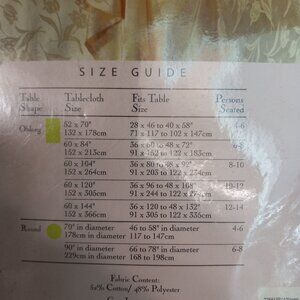 SIZE GUIDE
Table Shape Tablecloth Size Fits Table Size Persons Seated
Oblong 52 x 70" 28 x 46 to 40 x 58" 4-6
132 x 178cm 71 x 117 to 102 x 147cm
60 x 84" 36 x 60 to 48 x 72" 6-8
152 x 213cm 91 x 152 to 122 x 183cm
60 x 104" 36 x 80 to 48 x 92" 8-10
152 x 264cm 91 x 203 to 122 x 234cm
60 x 120" 36 x 96 to 48 x 108" 10-12
152 x 305cm 91 x 244 to 122 x 274cm
60 x 144" 36 x 120 to 48 x 132" 12-14
152 x 366cm 91 x 305 to 122 x 335cm
Round 70" in diameter 46 to 58" in diameter 4-6
178cm in diameter 117 to 147cm
90" in diameter 66 to 78" in diameter 6-8
229cm in diameter 168 to 198cm
Fabric Content:
52% Cotton/ 48% Polyester